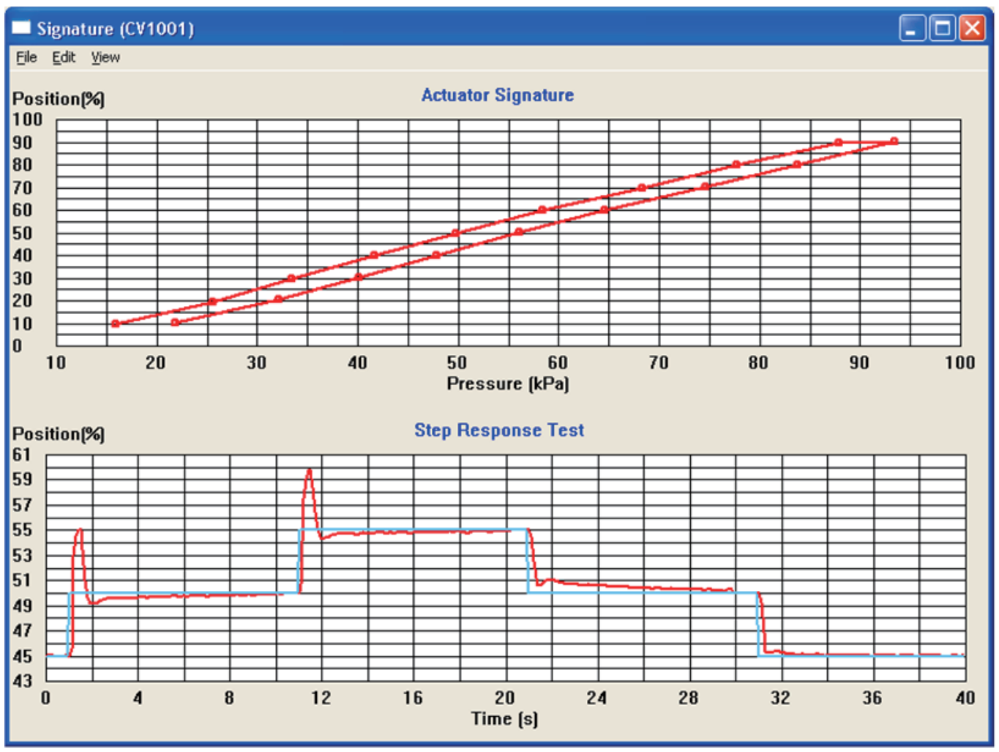 Signature (CV1001)
File Edit View
Position(%)
Actuator Signature
100
90
80
70
60
50
40
30
20
10
0
10 20 30 40 50 60 70 80 90 100
Pressure (kPa)
Position(%)
Step Response Test
61
59
57
55
53
51
49
47
45
43
0 4 8 12 16 20 24 28 32 36 40
Time (s)